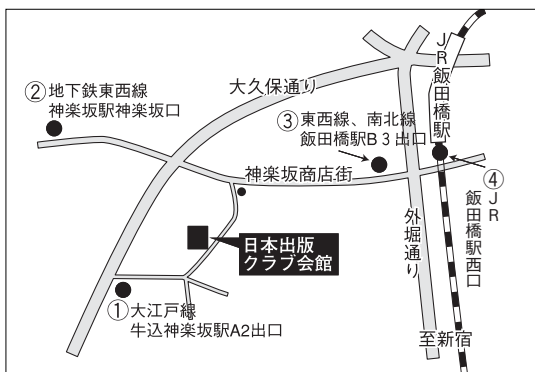 大久保通り
JR飯田橋駅
②地下鉄東西線
神楽坂駅神楽坂口
③東西線、南北線
飯田橋駅B3出口
神楽坂商店街
④JR
飯田橋駅西口
外堀通り
日本出版
クラブ会館
①大江戸線
牛込神楽坂駅A2出口
至新宿